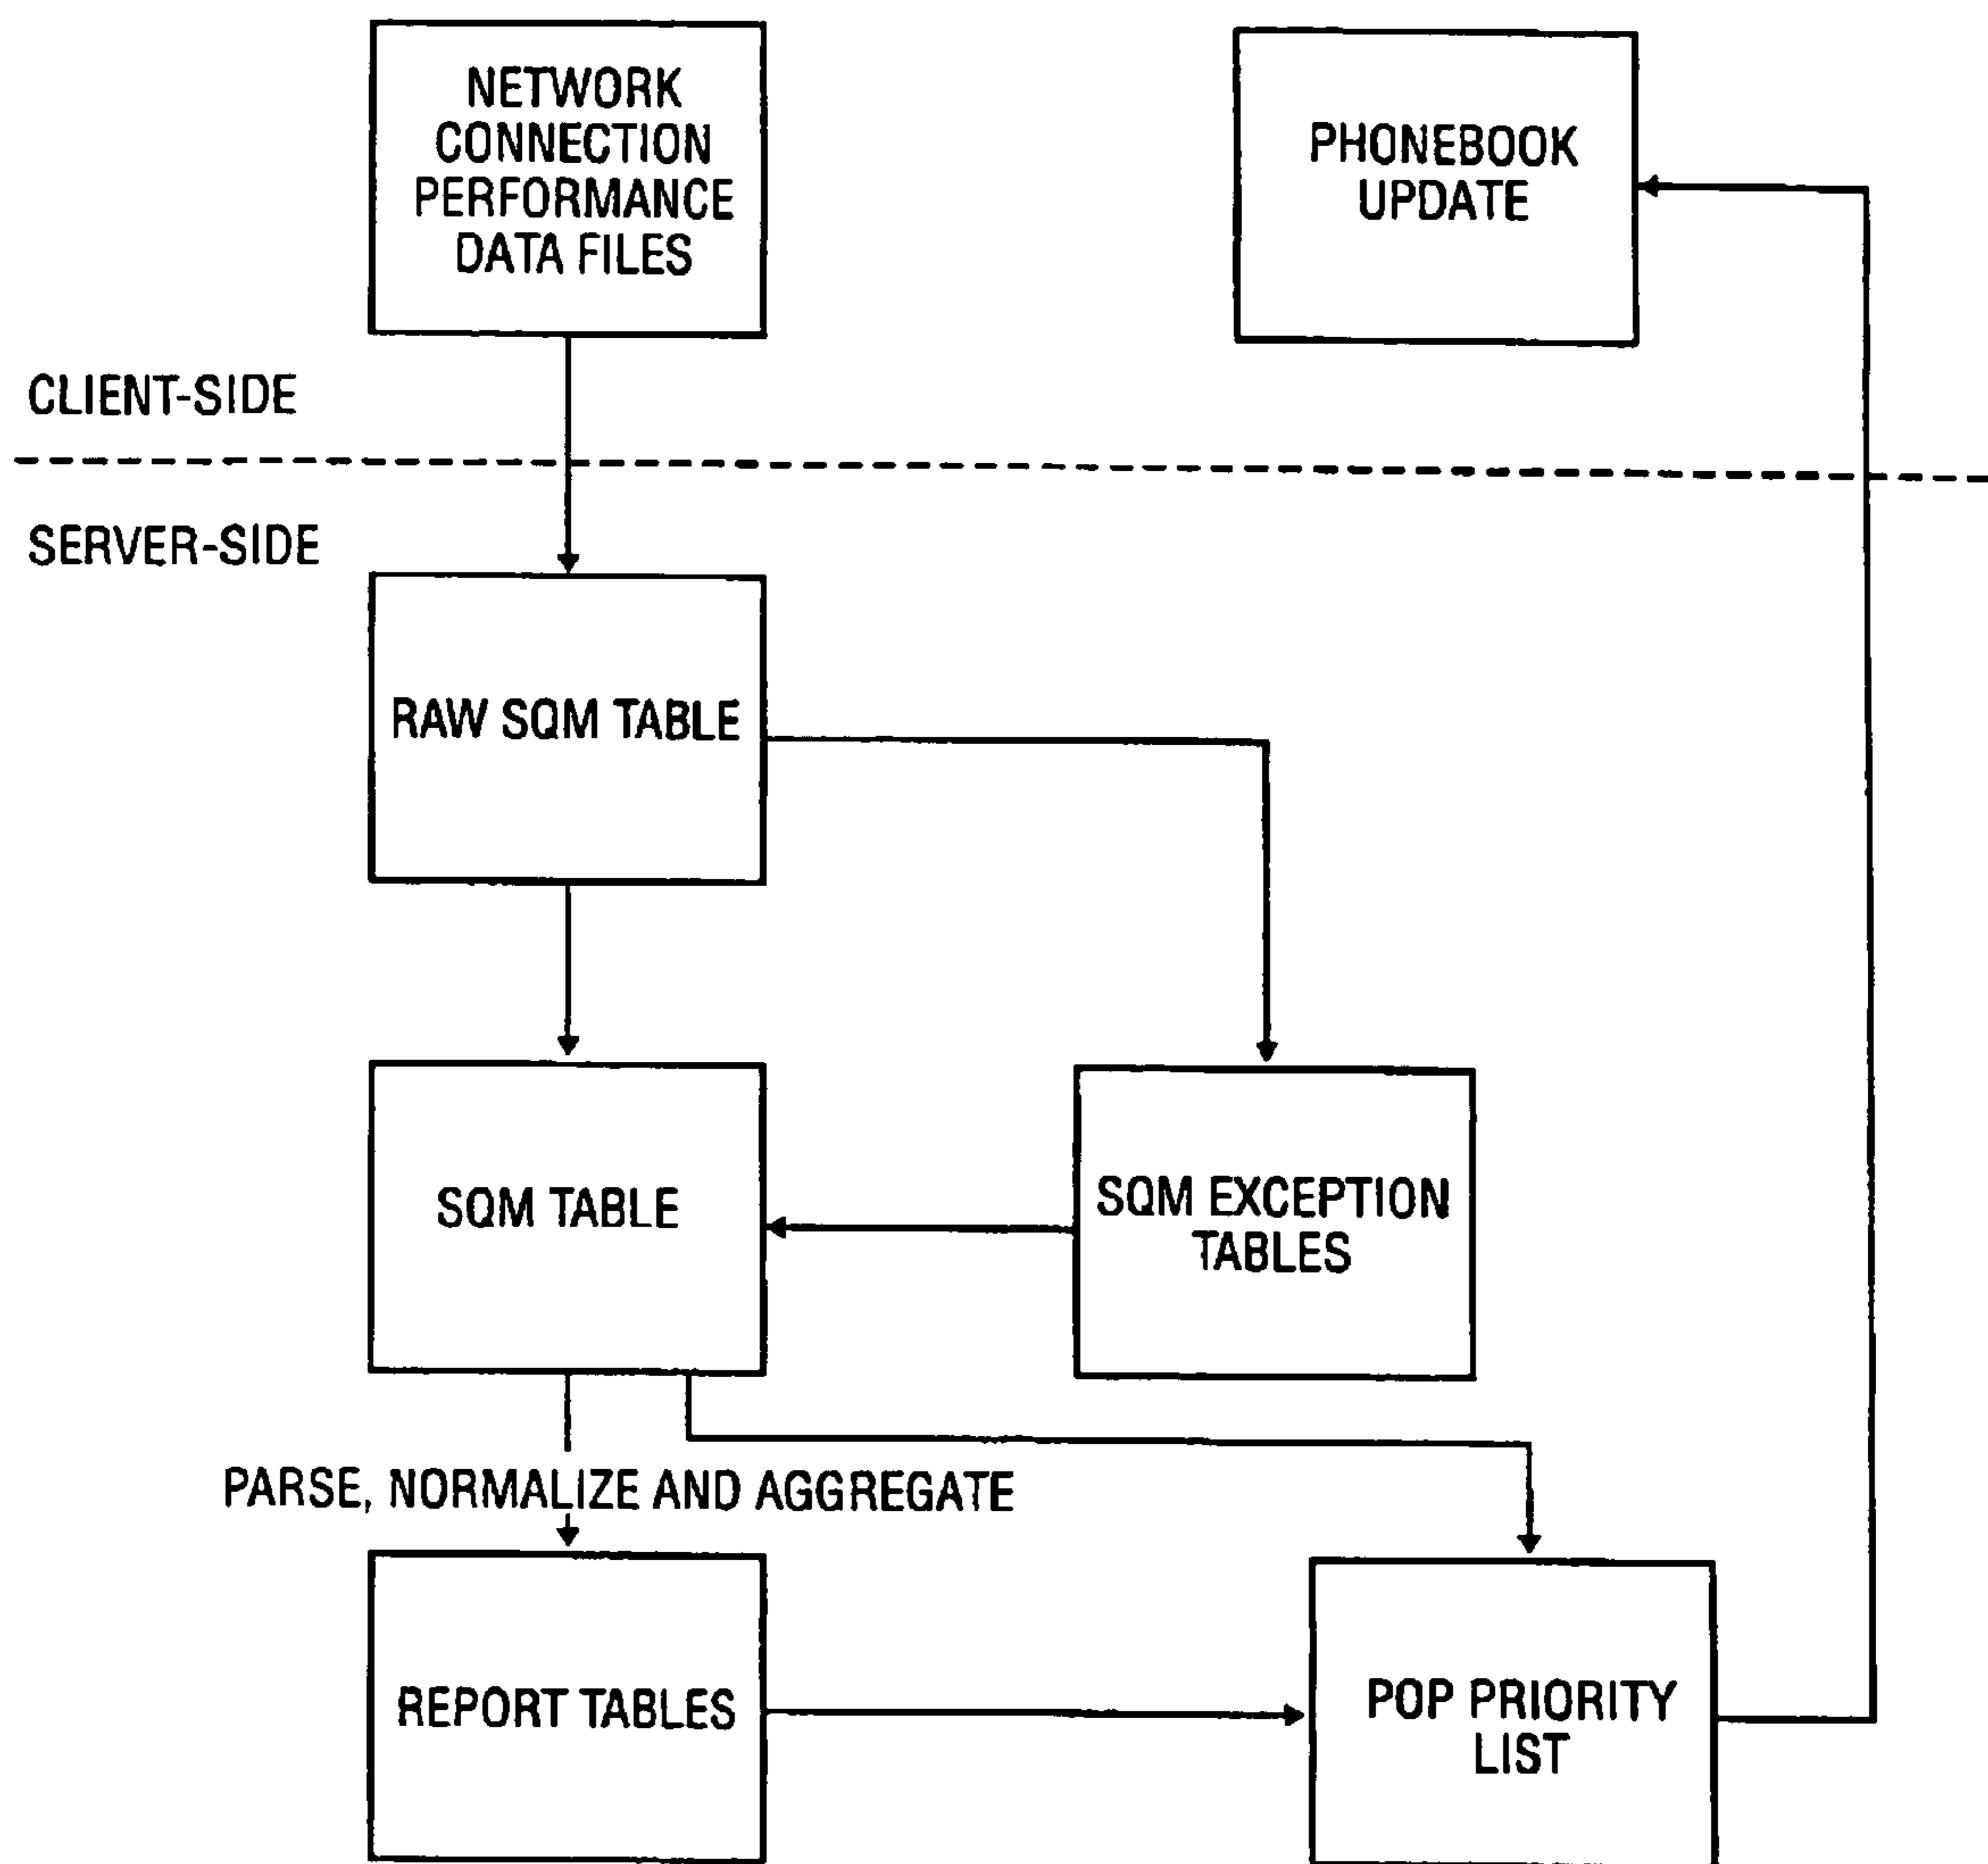 NETWORK
CONNECTION
PERFORMANCE
DATA FILES
PHONEBOOK
UPDATE
CLIENT-SIDE
SERVER-SIDE
RAW SQM TABLE
SQM TABLE
SQM EXCEPTION
TABLES
PARSE, NORMALIZE AND AGGREGATE
REPORT TABLES
POP PRIORITY
LIST